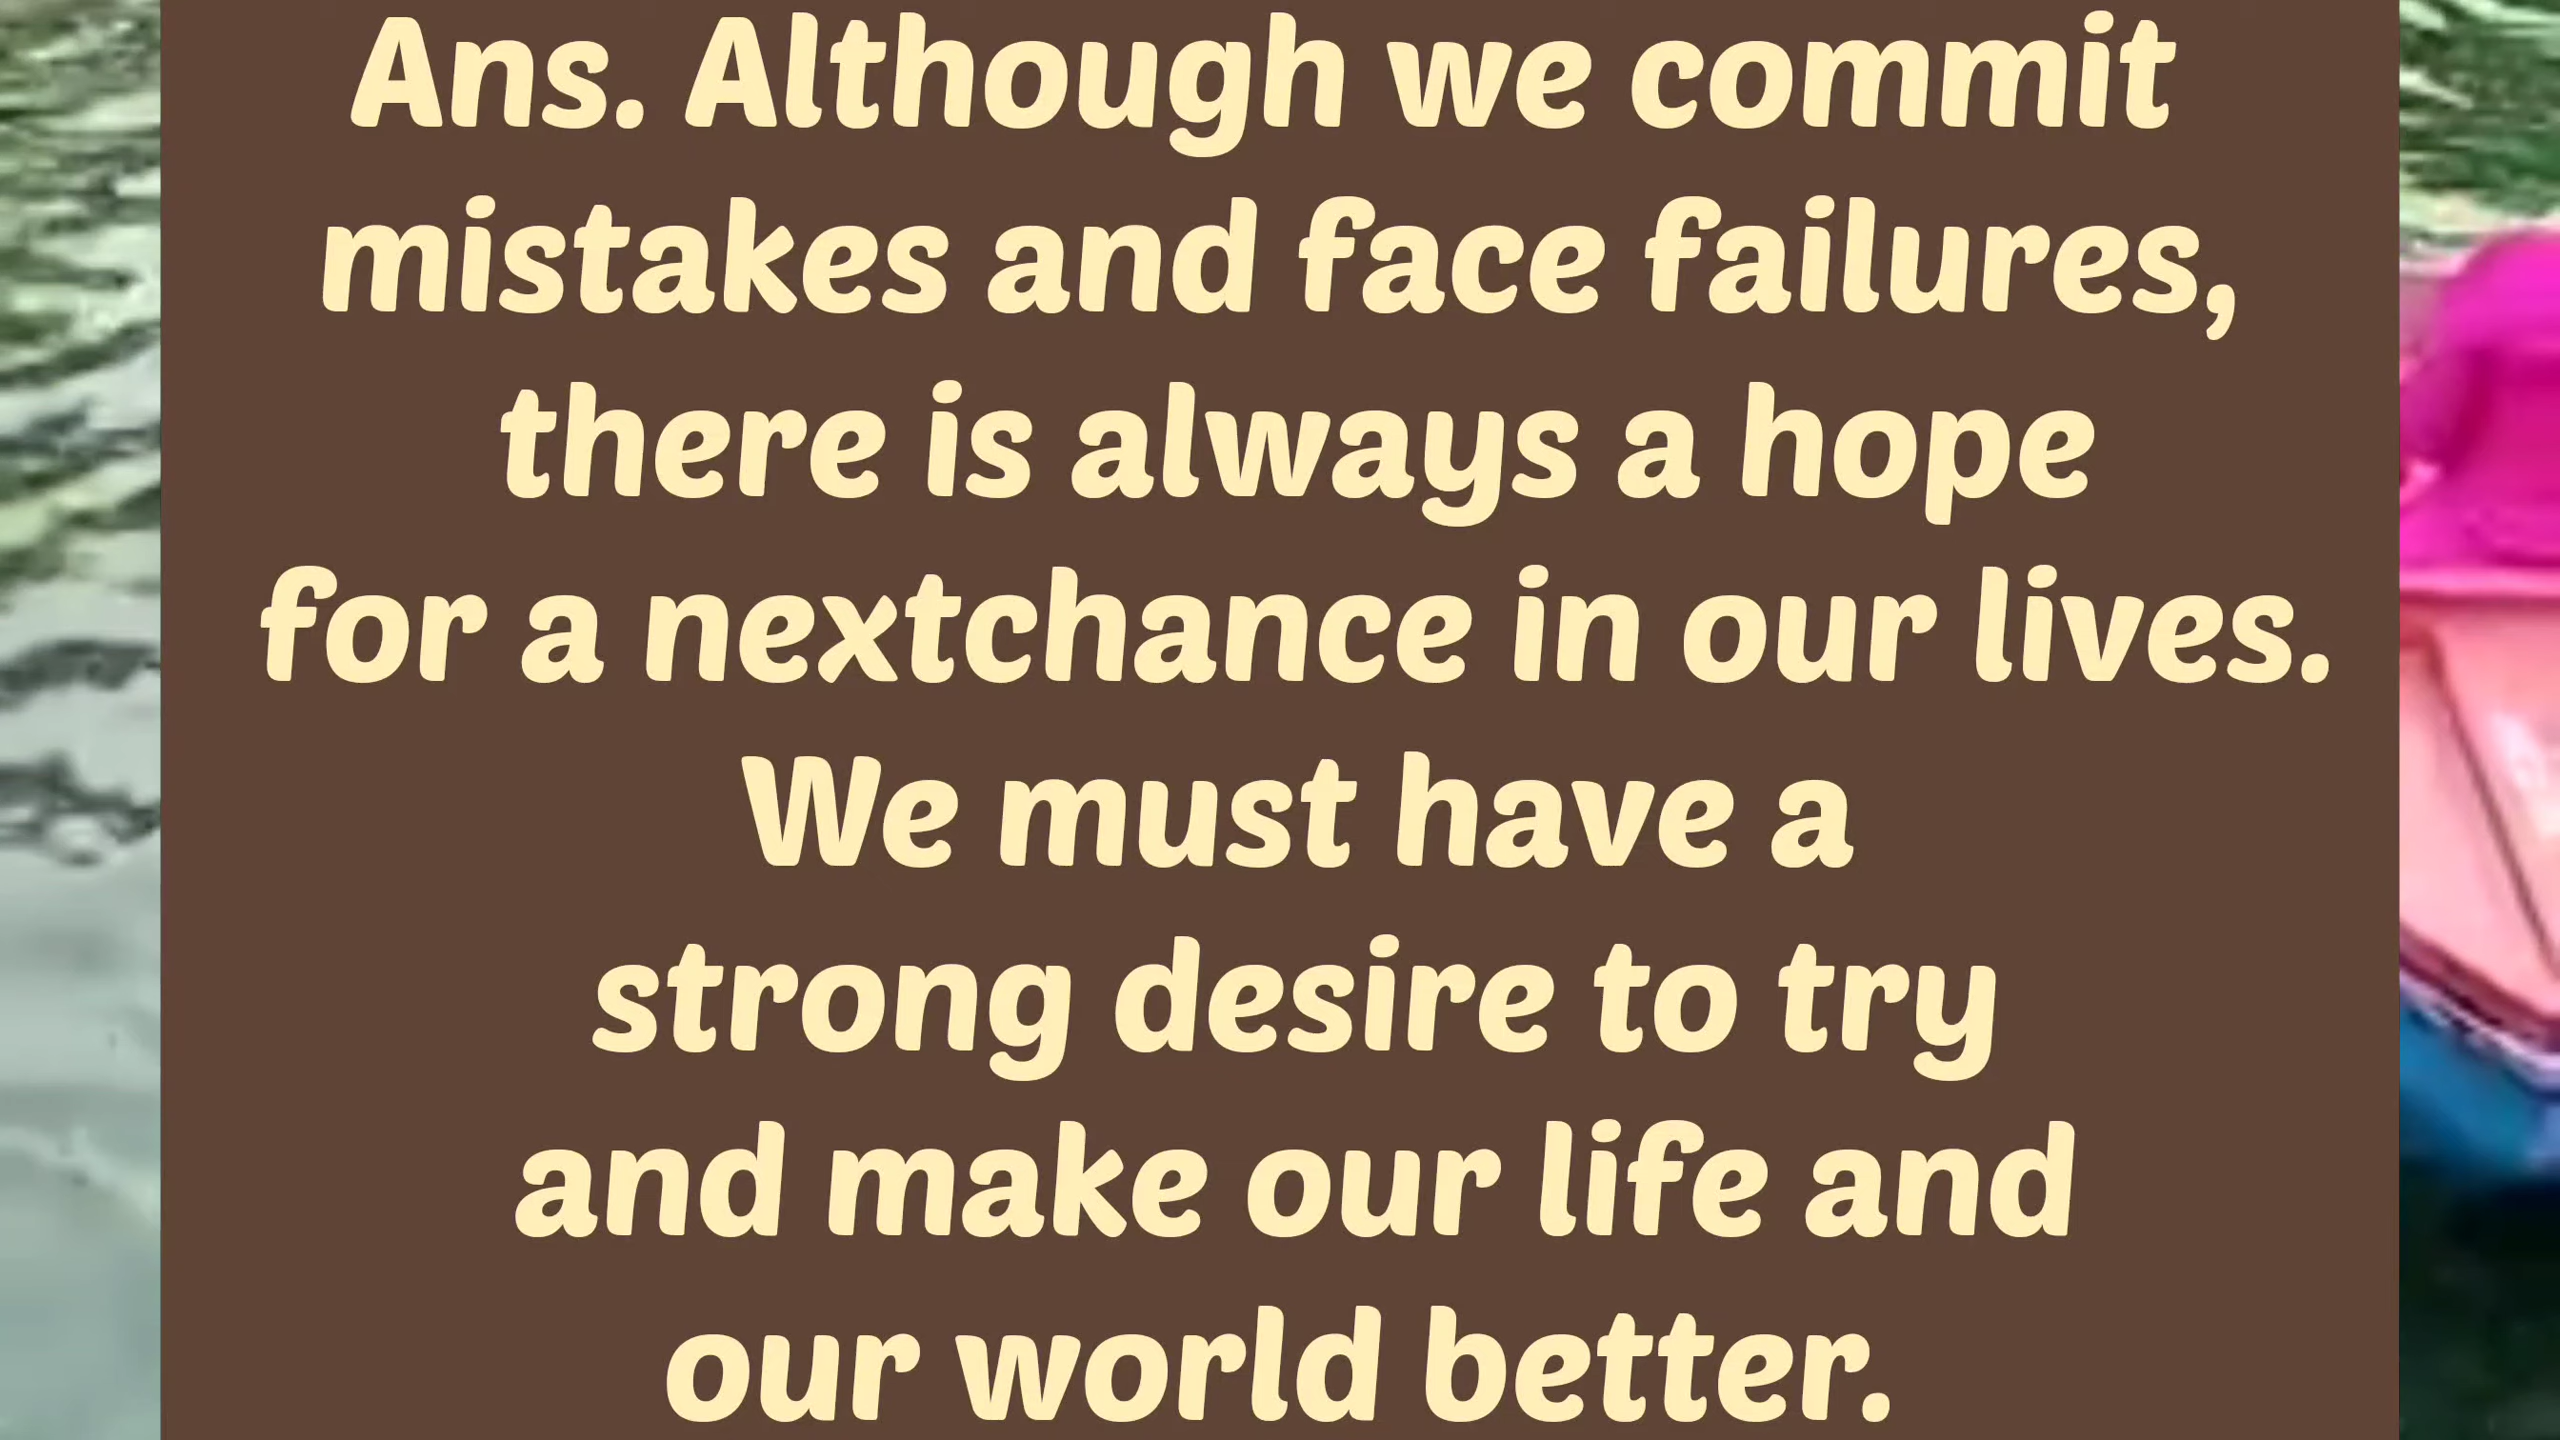 Ans. Although we commit
mistakes and face failures,
there is always a hope
for a nextchance in our lives.
We must have a
strong desire to try
and make our life and
our world better.